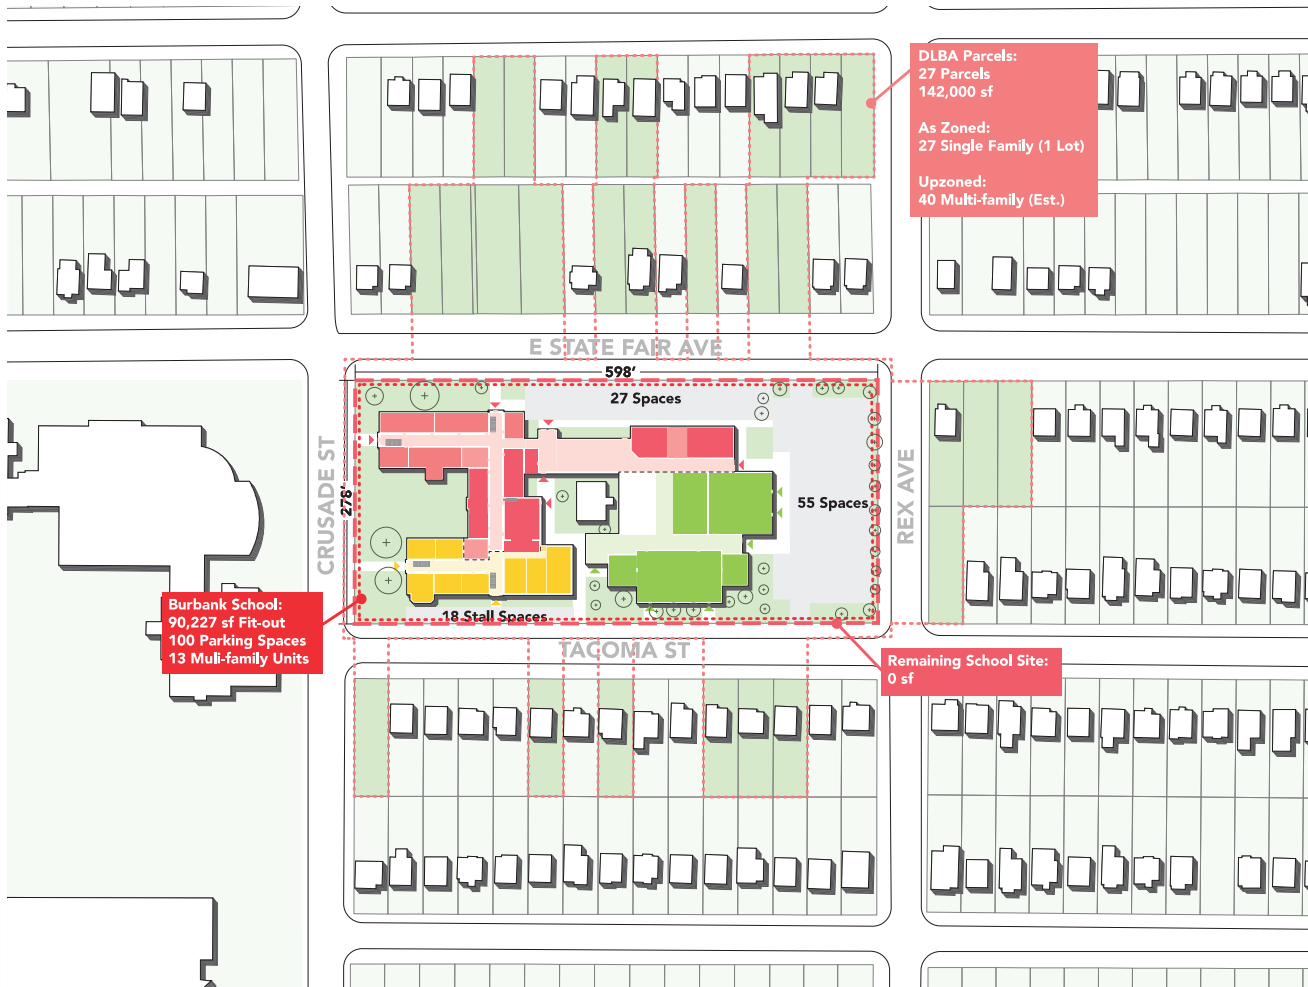 DLBA Parcels:
27 Parcels
142,000 sf
As Zoned:
27 Single Family (1 Lot)
Upzoned:
40 Multi-family (Est.)
E STATE FAIR AVE
598'
27 Spaces
CRUSADE ST
278'
55 Spaces
REX AVE
Burbank School:
90,227 sf Fit-out
100 Parking Spaces
13 Muli-family Units
18 Stall Spaces
TACOMA ST
Remaining School Site:
0 sf